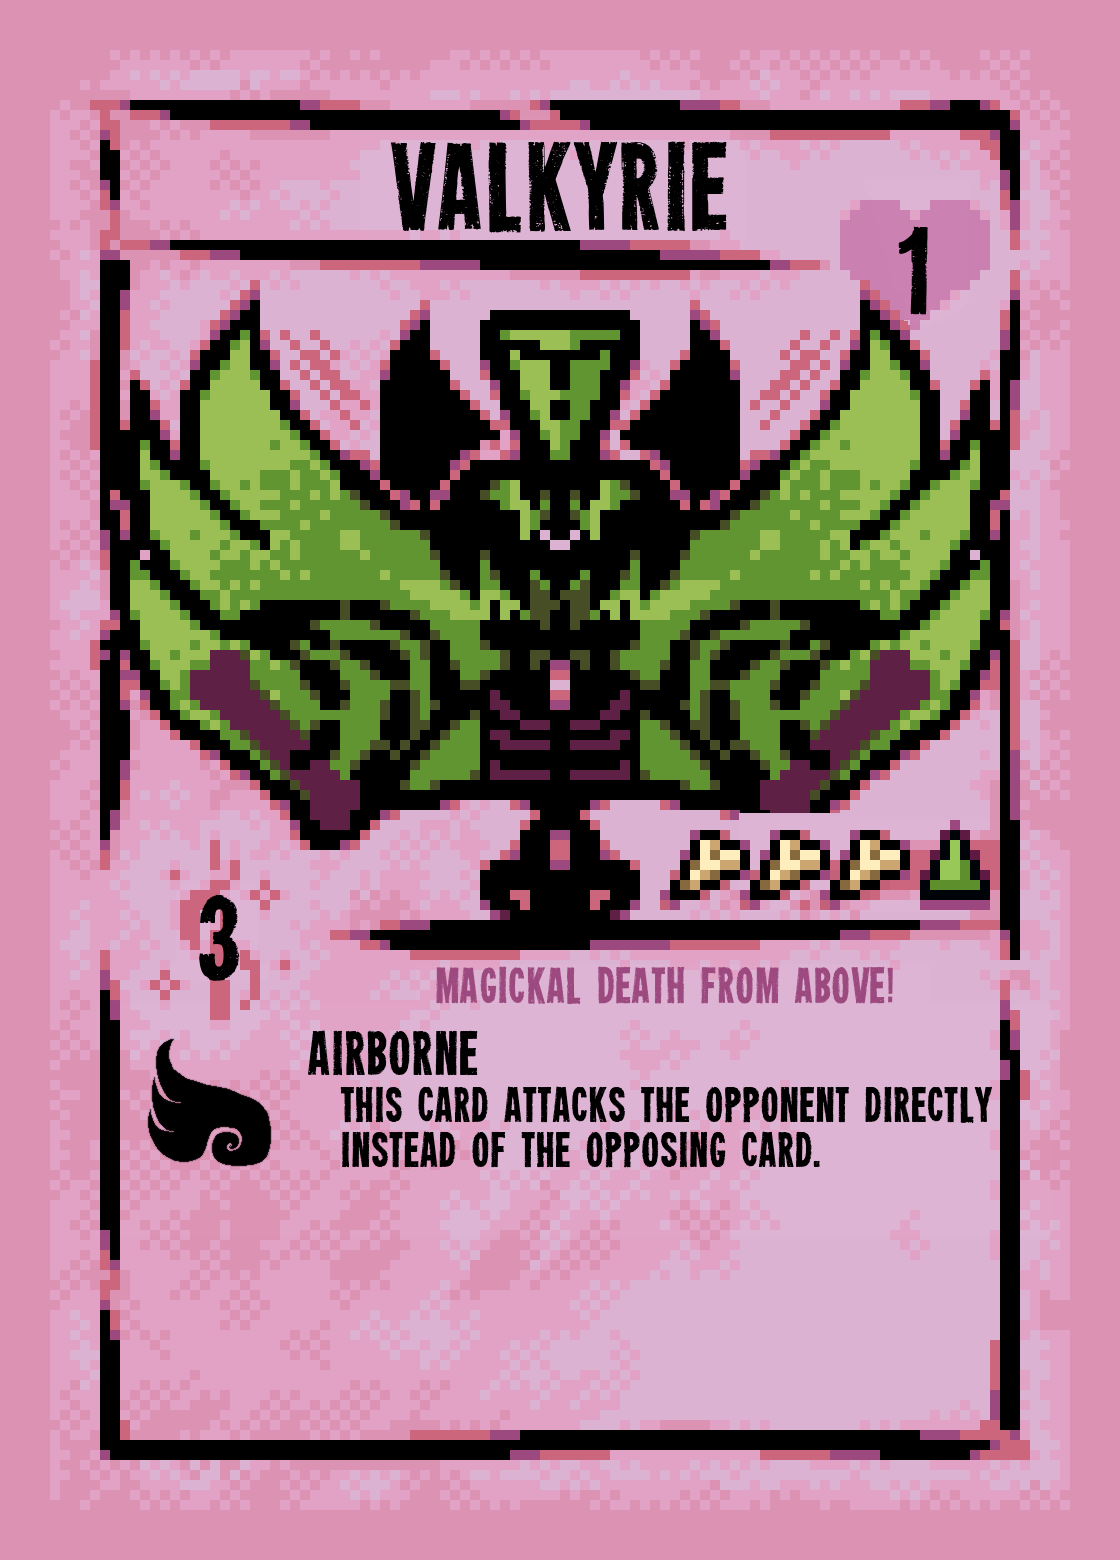 VALKYRIE
1
3
MAGICKAL DEATH FROM ABOVE!
AIRBORNE
THIS CARD ATTACKS THE OPPONENT DIRECTLY
INSTEAD OF THE OPPOSING CARD.